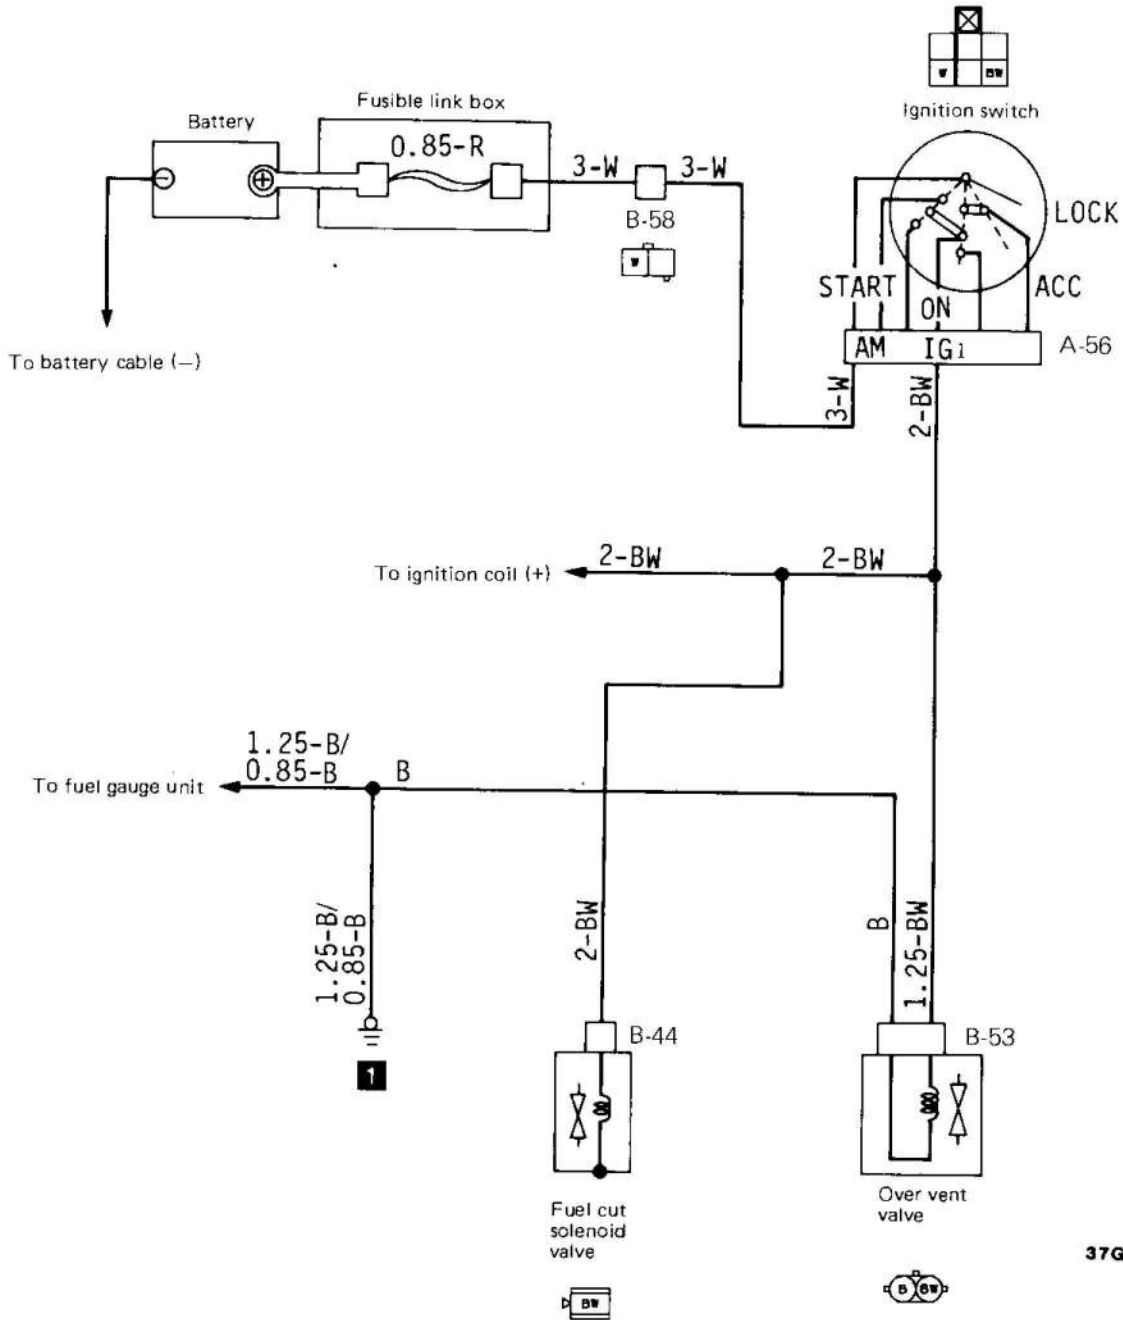 W BW
Ignition switch
Fusible link box
Battery
0.85-R
3-W 3-W
B-58
W
LOCK
START
ON
ACC
AM IG1
A-56
To battery cable (−)
3-W
2-BW
To ignition coil (+)
2-BW 2-BW
1.25-B/
0.85-B
B
To fuel gauge unit
1.25-B/
0.85-B
2-BW
B
1.25-BW
1
B-44
B-53
Fuel cut
solenoid
valve
Over vent
valve
37G
BW
B BW